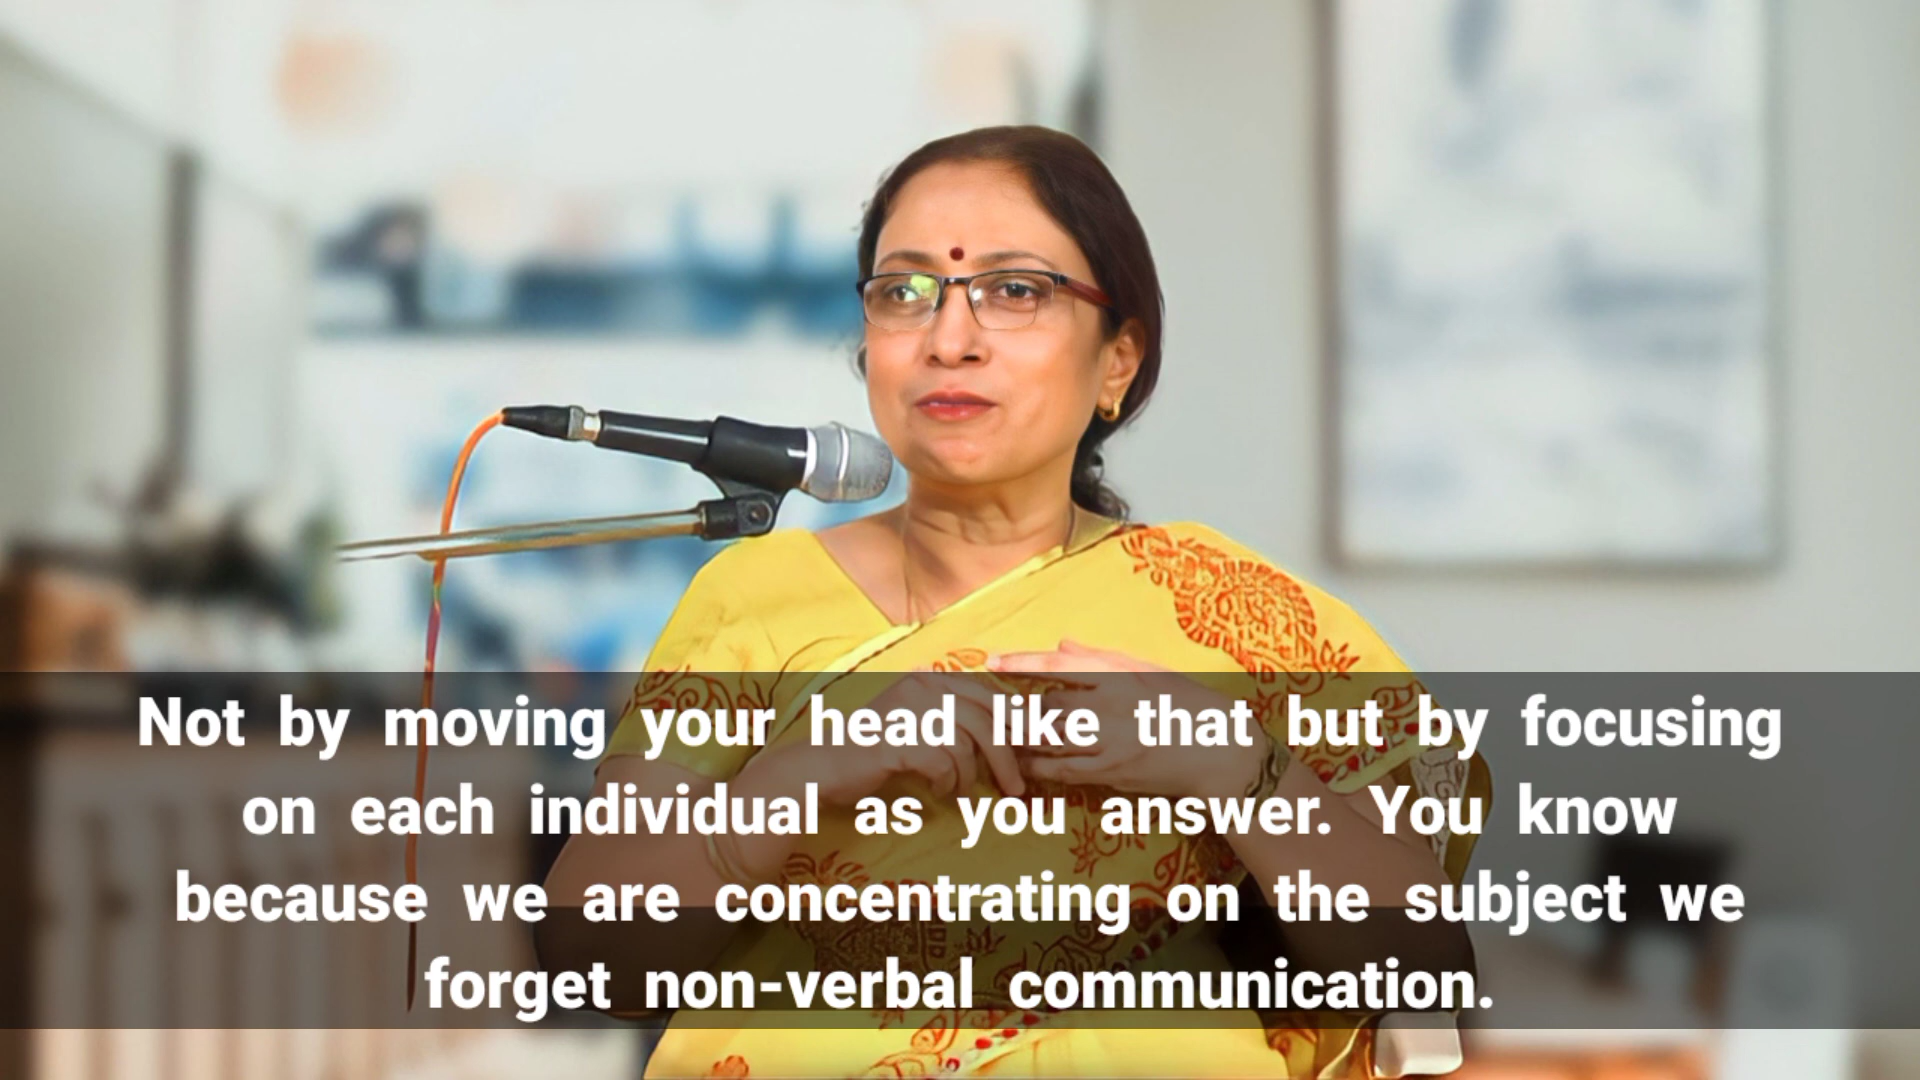 Not by moving your head like that but by focusing
on each individual as you answer. You know
because we are concentrating on the subject we
forget non-verbal communication.